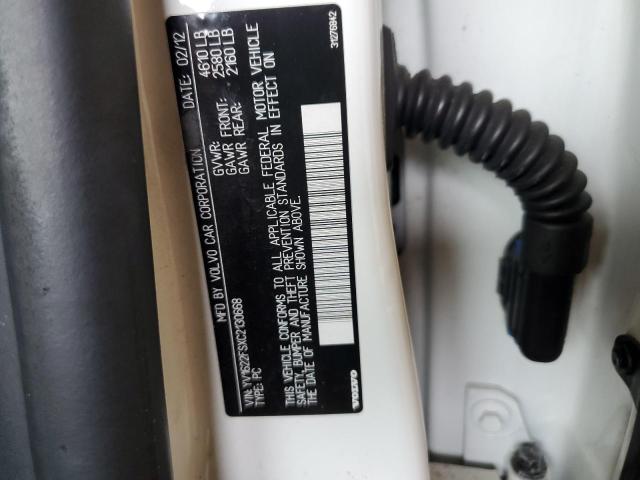 MFD BY VOLVO CAR CORPORATION DATE: 02/12
GVWR: 4610 LB
GAWR FRONT: 2580 LB
GAWR REAR: 2160 LB
VIN: YV1622FSXC2130668
TYPE: PC
THIS VEHICLE CONFORMS TO ALL APPLICABLE FEDERAL MOTOR VEHICLE
SAFETY, BUMPER AND THEFT PREVENTION STANDARDS IN EFFECT ON
THE DATE OF MANUFACTURE SHOWN ABOVE.
VOLVO 31276942